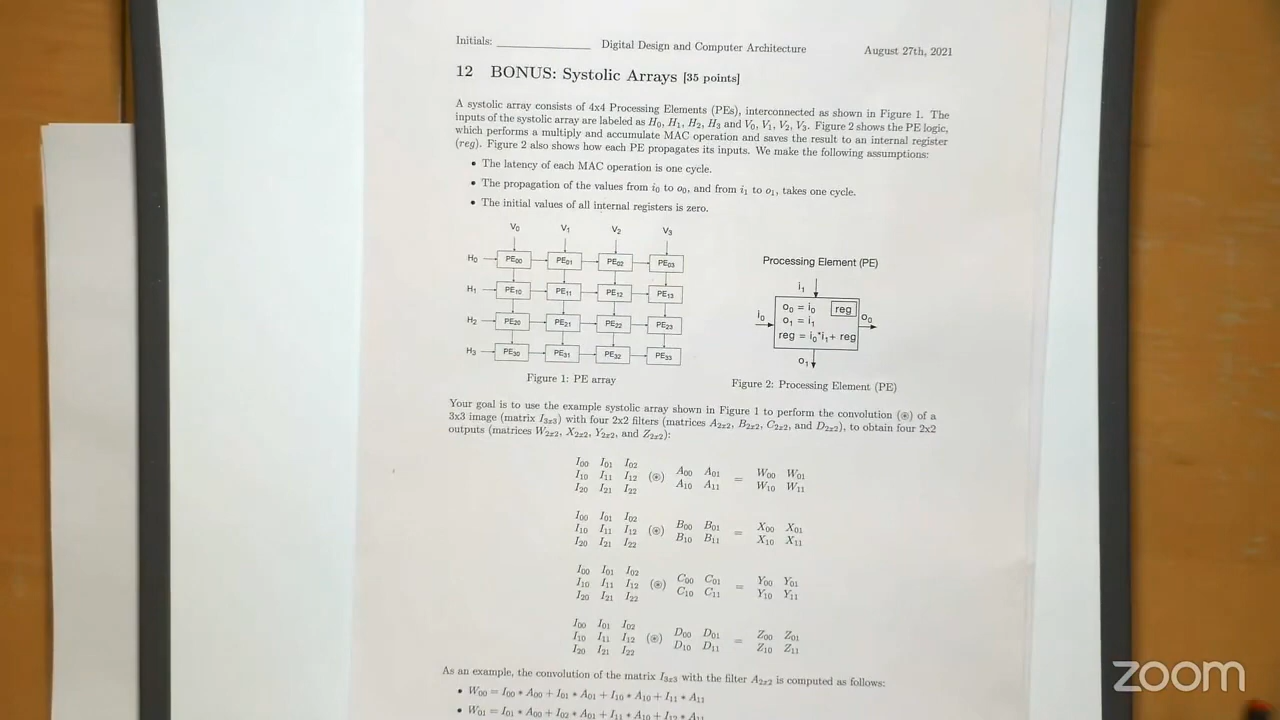 Initials: ______________ Digital Design and Computer Architecture August 27th, 2021
12 BONUS: Systolic Arrays [35 points]
A systolic array consists of 4x4 Processing Elements (PEs), interconnected as shown in Figure 1. The
inputs of the systolic array are labeled as H₀, H₁, H₂, H₃ and V₀, V₁, V₂, V₃. Figure 2 shows the PE logic,
which performs a multiply and accumulate MAC operation and saves the result to an internal register
(reg). Figure 2 also shows how each PE propagates its inputs. We make the following assumptions:
• The latency of each MAC operation is one cycle.
• The propagation of the values from i₀ to o₀, and from i₁ to o₁, takes one cycle.
• The initial values of all internal registers is zero.
V₀ V₁ V₂ V₃
H₀ PE₀₀ PE₀₁ PE₀₂ PE₀₃
H₁ PE₁₀ PE₁₁ PE₁₂ PE₁₃
H₂ PE₂₀ PE₂₁ PE₂₂ PE₂₃
H₃ PE₃₀ PE₃₁ PE₃₂ PE₃₃
Figure 1: PE array
Processing Element (PE)
i₁
o₀ = i₀ reg
i₀ o₁ = i₁ o₀
reg = i₀*i₁+ reg
o₁
Figure 2: Processing Element (PE)
Your goal is to use the example systolic array shown in Figure 1 to perform the convolution (⊛) of a
3x3 image (matrix I₃ₓ₃) with four 2x2 filters (matrices A₂ₓ₂, B₂ₓ₂, C₂ₓ₂, and D₂ₓ₂), to obtain four 2x2
outputs (matrices W₂ₓ₂, X₂ₓ₂, Y₂ₓ₂, and Z₂ₓ₂):
I₀₀ I₀₁ I₀₂ A₀₀ A₀₁ W₀₀ W₀₁
I₁₀ I₁₁ I₁₂ (⊛) A₁₀ A₁₁ = W₁₀ W₁₁
I₂₀ I₂₁ I₂₂
I₀₀ I₀₁ I₀₂ B₀₀ B₀₁ X₀₀ X₀₁
I₁₀ I₁₁ I₁₂ (⊛) B₁₀ B₁₁ = X₁₀ X₁₁
I₂₀ I₂₁ I₂₂
I₀₀ I₀₁ I₀₂ C₀₀ C₀₁ Y₀₀ Y₀₁
I₁₀ I₁₁ I₁₂ (⊛) C₁₀ C₁₁ = Y₁₀ Y₁₁
I₂₀ I₂₁ I₂₂
I₀₀ I₀₁ I₀₂ D₀₀ D₀₁ Z₀₀ Z₀₁
I₁₀ I₁₁ I₁₂ (⊛) D₁₀ D₁₁ = Z₁₀ Z₁₁
I₂₀ I₂₁ I₂₂
As an example, the convolution of the matrix I₃ₓ₃ with the filter A₂ₓ₂ is computed as follows:
• W₀₀ = I₀₀ * A₀₀ + I₀₁ * A₀₁ + I₁₀ * A₁₀ + I₁₁ * A₁₁
• W₀₁ = I₀₁ * A₀₀ + I₀₂ * A₀₁ + I₁₁ * A₁₀ + I₁₂ * A₁₁
zoom